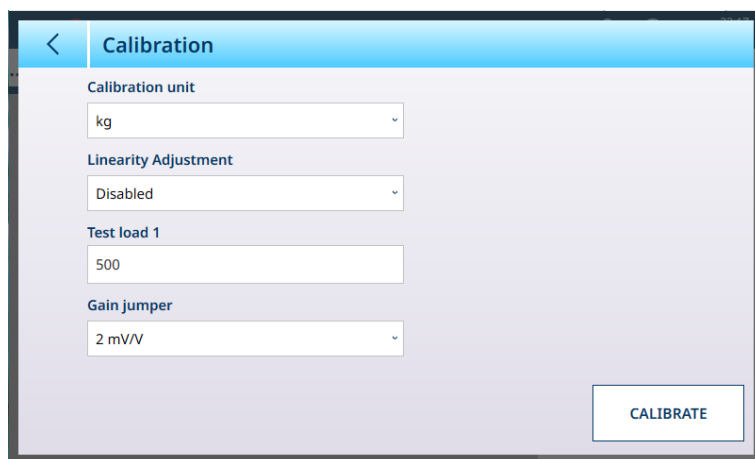 Calibration
Calibration unit
kg
Linearity Adjustment
Disabled
Test load 1
500
Gain jumper
2 mV/V
CALIBRATE